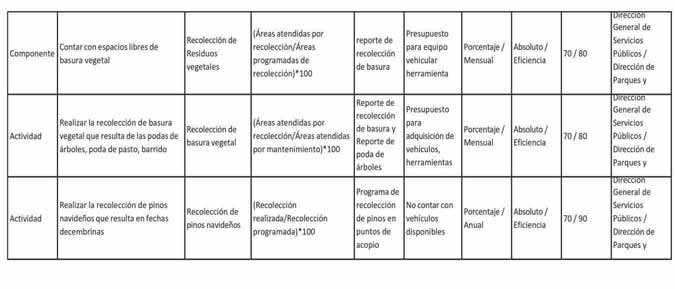 Componente
Contar con espacios libres de
basura vegetal
Recolección de
Residuos
vegetales
(Áreas atendidas por
recolección/Áreas
programadas de
recolección)*100
reporte de
recolección
de basura
Presupuesto
para equipo
vehicular
herramienta
Porcentaje /
Mensual
Absoluto /
Eficiencia
70 / 80
Dirección
General de
Servicios
Públicos /
Dirección de
Parques y
Actividad
Realizar la recolección de basura
vegetal que resulta de las podas de
árboles, poda de pasto, barrido
Recolección de
basura vegetal
(Áreas atendidas por
recolección/Áreas atendidas
por mantenimiento)*100
Reporte de
recolección
de basura y
Reporte de
poda de
árboles
Presupuesto
para
adquisición de
vehículos,
herramientas
Porcentaje /
Mensual
Absoluto /
Eficiencia
70 / 80
Dirección
General de
Servicios
Públicos /
Dirección de
Parques y
Actividad
Realizar la recolección de pinos
navideños que resulta en fechas
decembrinas
Recolección de
pinos navideños
(Recolección
realizada/Recolección
programada)*100
Programa de
recolección
de pinos en
puntos de
acopio
No contar con
vehículos
disponibles
Porcentaje /
Anual
Absoluto /
Eficiencia
70 / 90
Dirección
General de
Servicios
Públicos /
Dirección de
Parques y